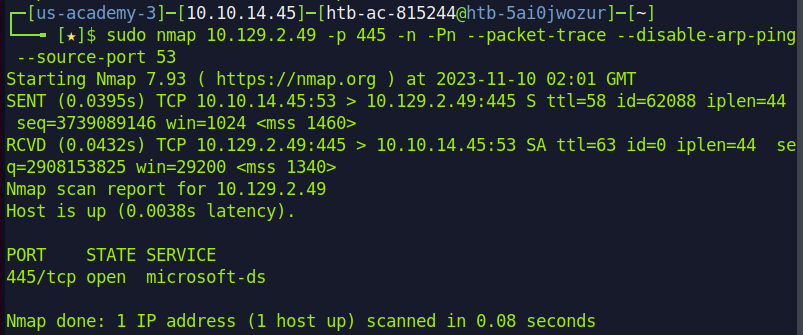 ┌─[us-academy-3]─[10.10.14.45]─[htb-ac-815244@htb-5ai0jwozur]─[~]
└──╼ [★]$ sudo nmap 10.129.2.49 -p 445 -n -Pn --packet-trace --disable-arp-ping
 --source-port 53
Starting Nmap 7.93 ( https://nmap.org ) at 2023-11-10 02:01 GMT
SENT (0.0395s) TCP 10.10.14.45:53 > 10.129.2.49:445 S ttl=58 id=62088 iplen=44
 seq=3739089146 win=1024 <mss 1460>
RCVD (0.0432s) TCP 10.129.2.49:445 > 10.10.14.45:53 SA ttl=63 id=0 iplen=44  se
q=2908153825 win=29200 <mss 1340>
Nmap scan report for 10.129.2.49
Host is up (0.0038s latency).

PORT    STATE SERVICE
445/tcp open  microsoft-ds

Nmap done: 1 IP address (1 host up) scanned in 0.08 seconds